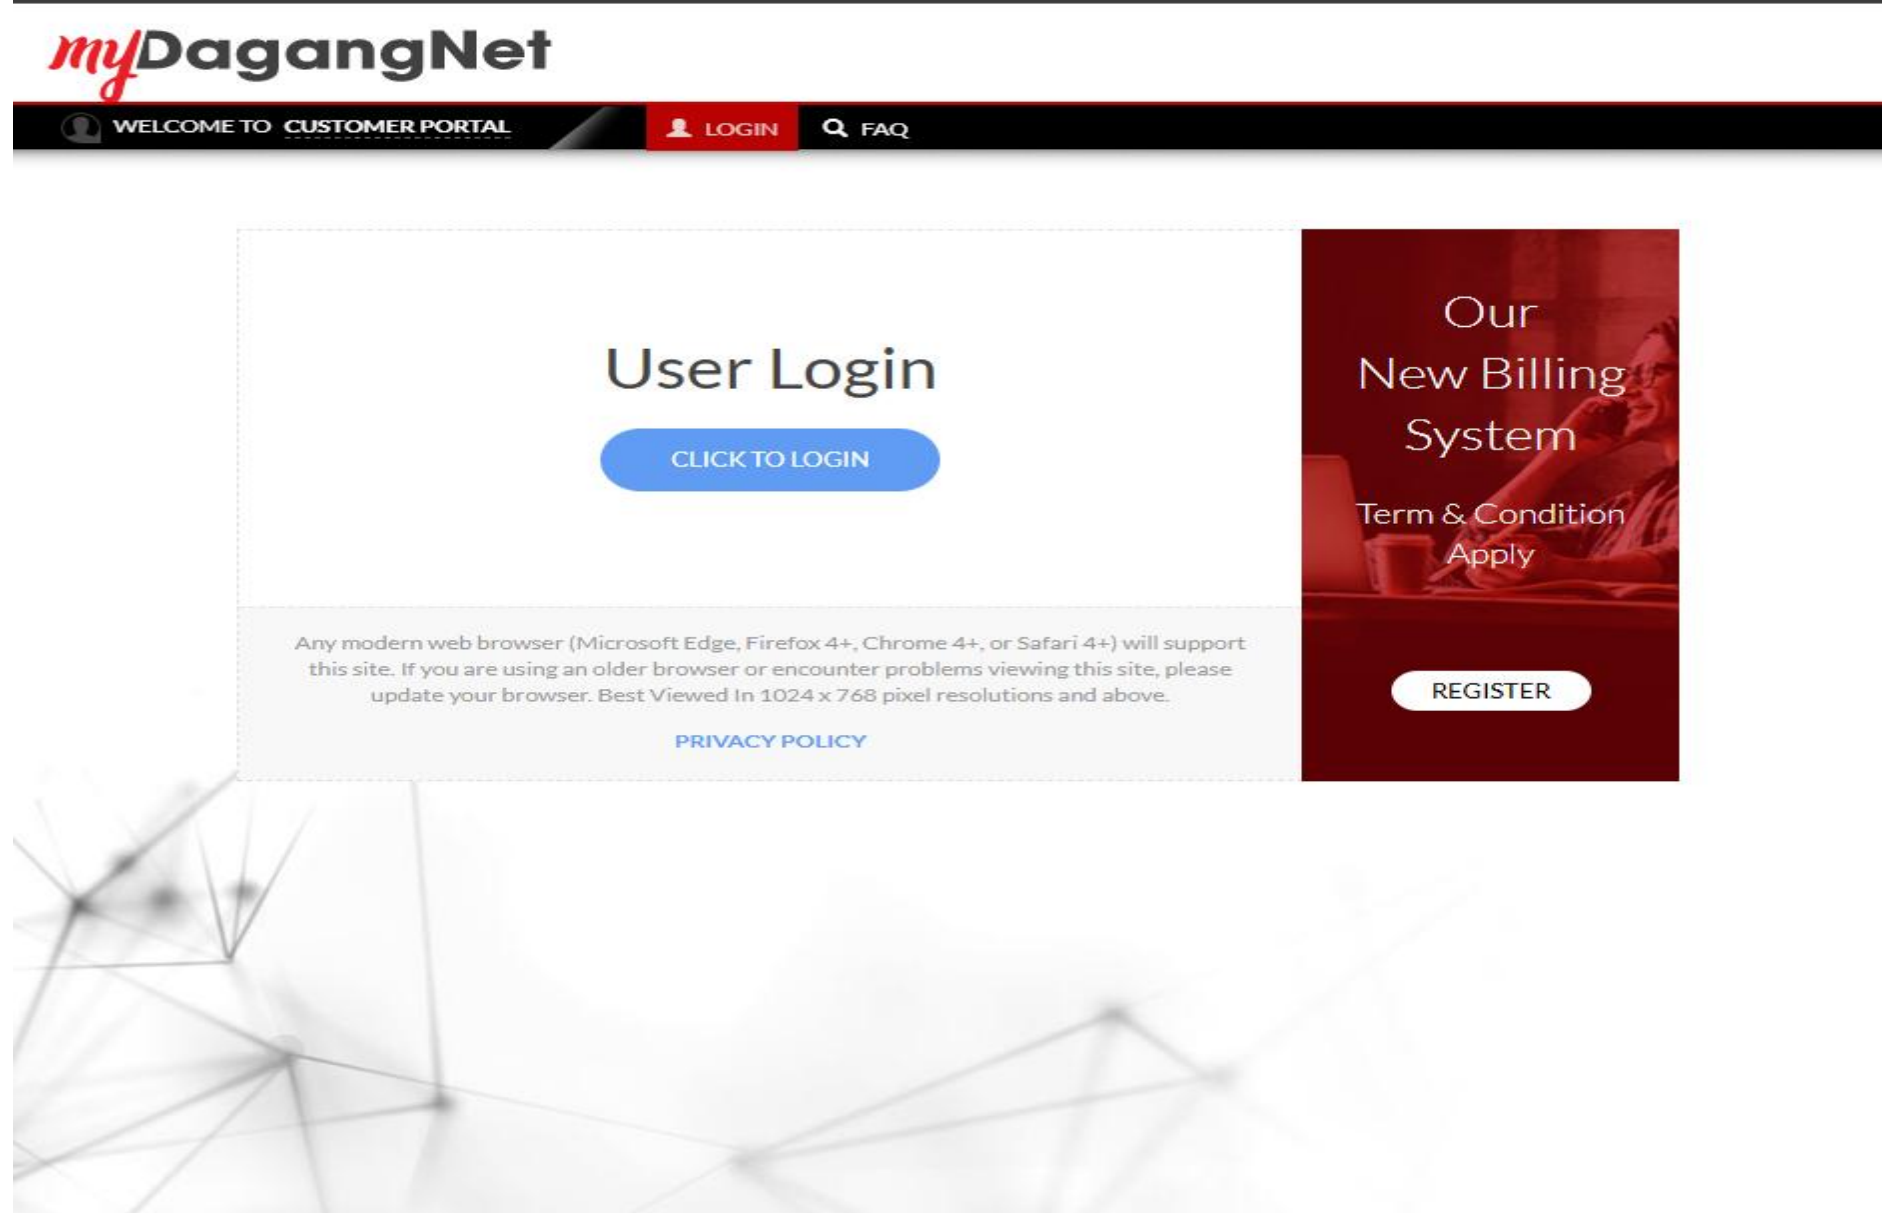 myDagangNet
WELCOME TO CUSTOMER PORTAL
LOGIN
FAQ
User Login
CLICK TO LOGIN
Any modern web browser (Microsoft Edge, Firefox 4+, Chrome 4+, or Safari 4+) will support
this site. If you are using an older browser or encounter problems viewing this site, please
update your browser. Best Viewed In 1024 x 768 pixel resolutions and above.
PRIVACY POLICY
Our
New Billing
System
Term & Condition
Apply
REGISTER